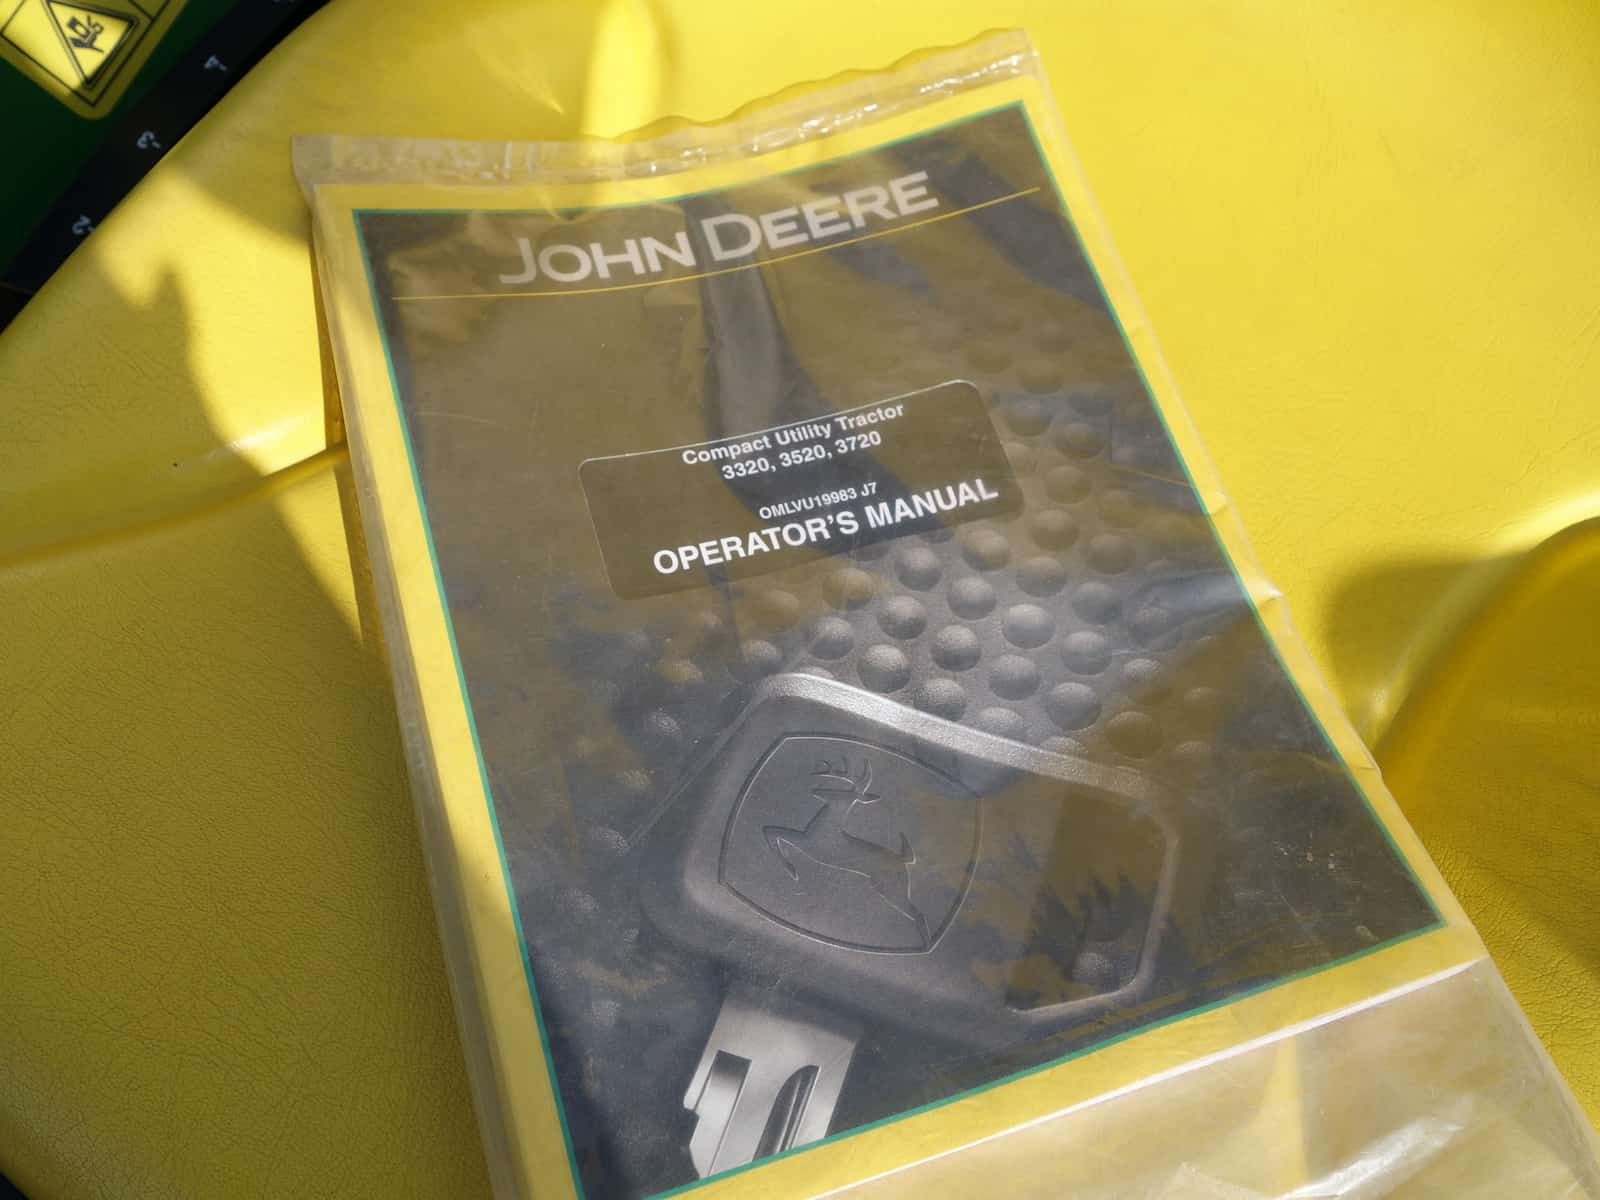 JOHN DEERE
Compact Utility Tractor
3320, 3520, 3720
OMLVU19983 J7
OPERATOR'S MANUAL